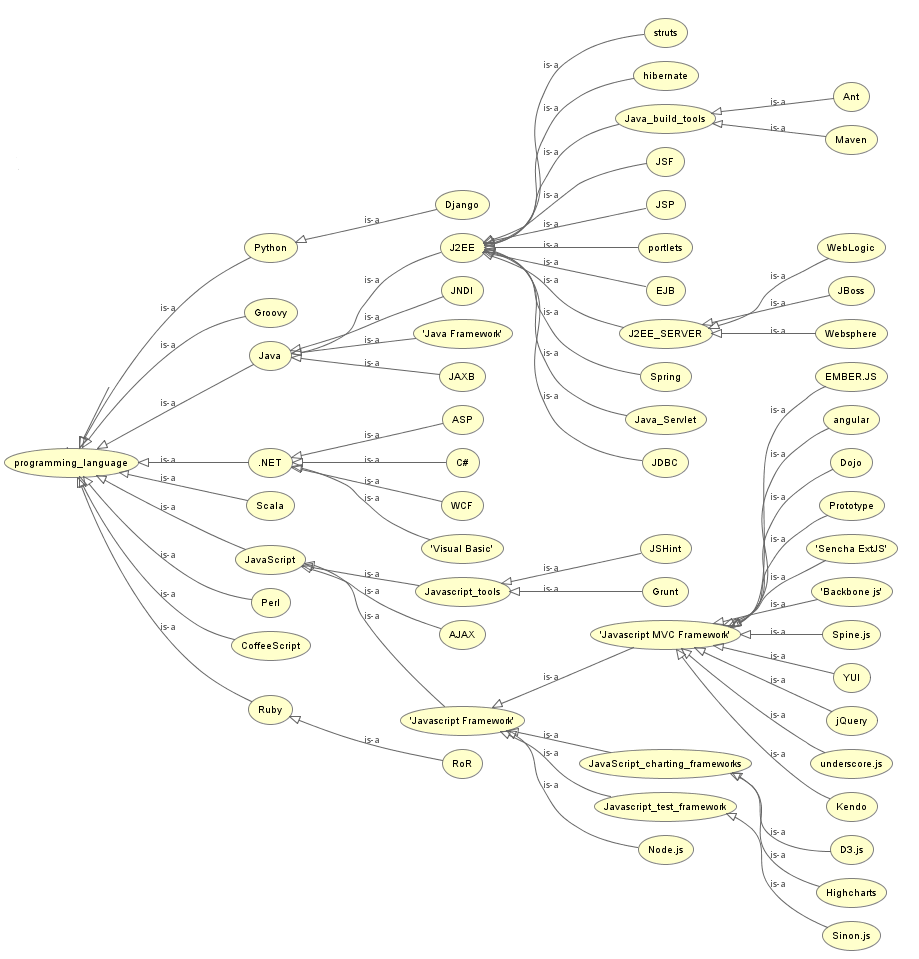 struts
is-a
hibernate
is-a
Java_build_tools
is-a
Ant
is-a
Maven
is-a
JSF
is-a
JSP
is-a
portlets
is-a
EJB
is-a
J2EE_SERVER
is-a
WebLogic
is-a
JBoss
is-a
Websphere
is-a
Spring
is-a
Java_Servlet
is-a
JDBC
is-a
Django
is-a
J2EE
is-a
JNDI
is-a
'Java Framework'
is-a
JAXB
is-a
Python
is-a
Groovy
is-a
Java
is-a
programming_language
.NET
is-a
ASP
is-a
C#
is-a
WCF
is-a
'Visual Basic'
is-a
Scala
is-a
JavaScript
is-a
Javascript_tools
is-a
JSHint
is-a
Grunt
is-a
AJAX
is-a
Perl
is-a
CoffeeScript
is-a
Ruby
is-a
RoR
is-a
'Javascript Framework'
'Javascript MVC Framework'
is-a
EMBER.JS
is-a
angular
is-a
Dojo
is-a
Prototype
is-a
'Sencha ExtJS'
is-a
'Backbone js'
is-a
Spine.js
is-a
YUI
is-a
jQuery
is-a
underscore.js
is-a
Kendo
is-a
JavaScript_charting_frameworks
is-a
D3.js
is-a
Highcharts
is-a
Javascript_test_framework
is-a
Sinon.js
is-a
Node.js
is-a